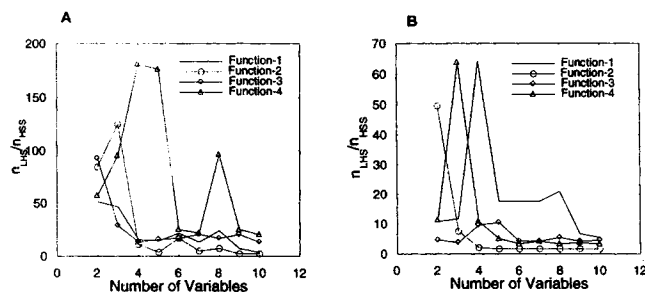 A
n_LHS/n_HSS
200
150
100
50
0
0 2 4 6 8 10 12
Number of Variables
Function-1
Function-2
Function-3
Function-4
B
n_LHS/n_HSS
70
60
50
40
30
20
10
0
0 2 4 6 8 10 12
Number of Variables
Function-1
Function-2
Function-3
Function-4